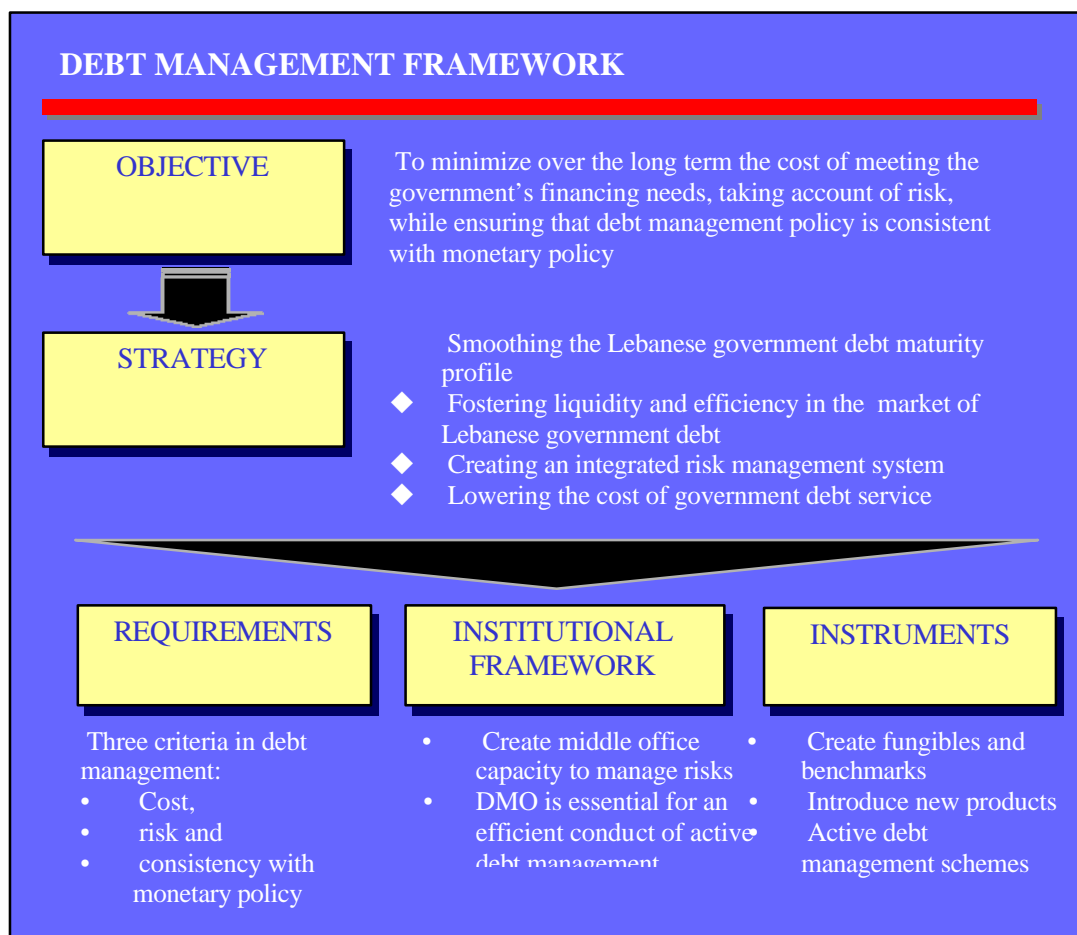 DEBT MANAGEMENT FRAMEWORK
OBJECTIVE
To minimize over the long term the cost of meeting the
government’s financing needs, taking account of risk,
while ensuring that debt management policy is consistent
with monetary policy
STRATEGY
Smoothing the Lebanese government debt maturity
profile
◆ Fostering liquidity and efficiency in the market of
Lebanese government debt
◆ Creating an integrated risk management system
◆ Lowering the cost of government debt service
REQUIREMENTS
Three criteria in debt
management:
• Cost,
• risk and
• consistency with
monetary policy
INSTITUTIONAL
FRAMEWORK
• Create middle office
capacity to manage risks
• DMO is essential for an
efficient conduct of active
debt management
INSTRUMENTS
• Create fungibles and
benchmarks
• Introduce new products
• Active debt
management schemes